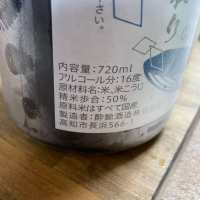 さい。
内容量:720ml
アルコール分:16度
原材料名:米、米こうじ
精米歩合:50%
原料米はすべて国産
製造者:酔鯨酒造株式
高知市長浜566-1